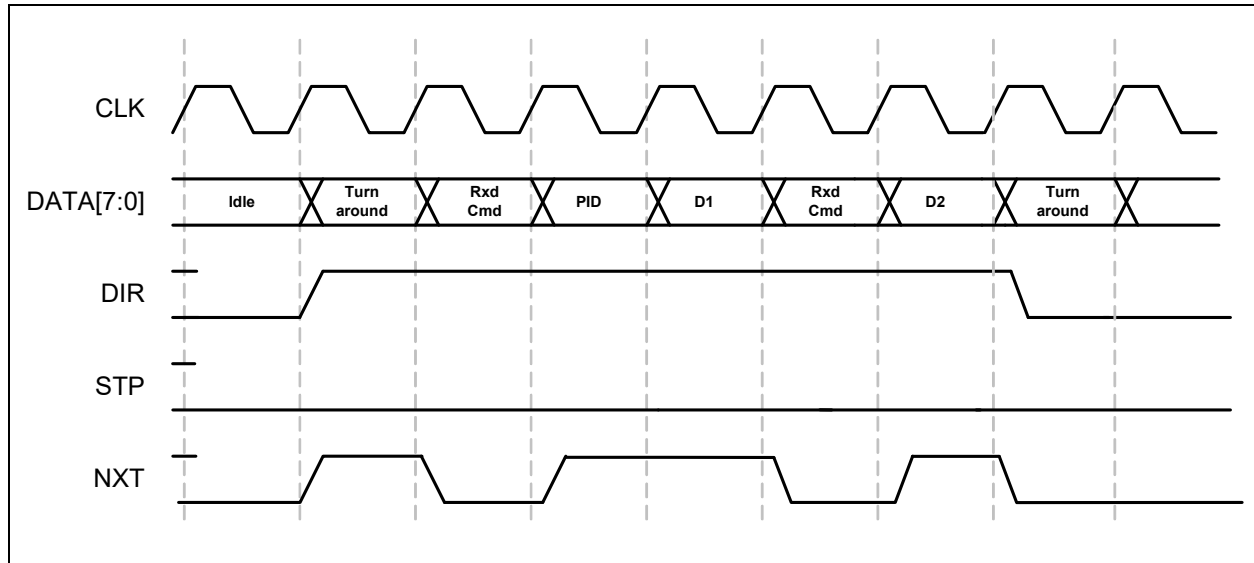 CLK
DATA[7:0]
Idle
Turn
around
Rxd
Cmd
PID
D1
Rxd
Cmd
D2
Turn
around
DIR
STP
NXT